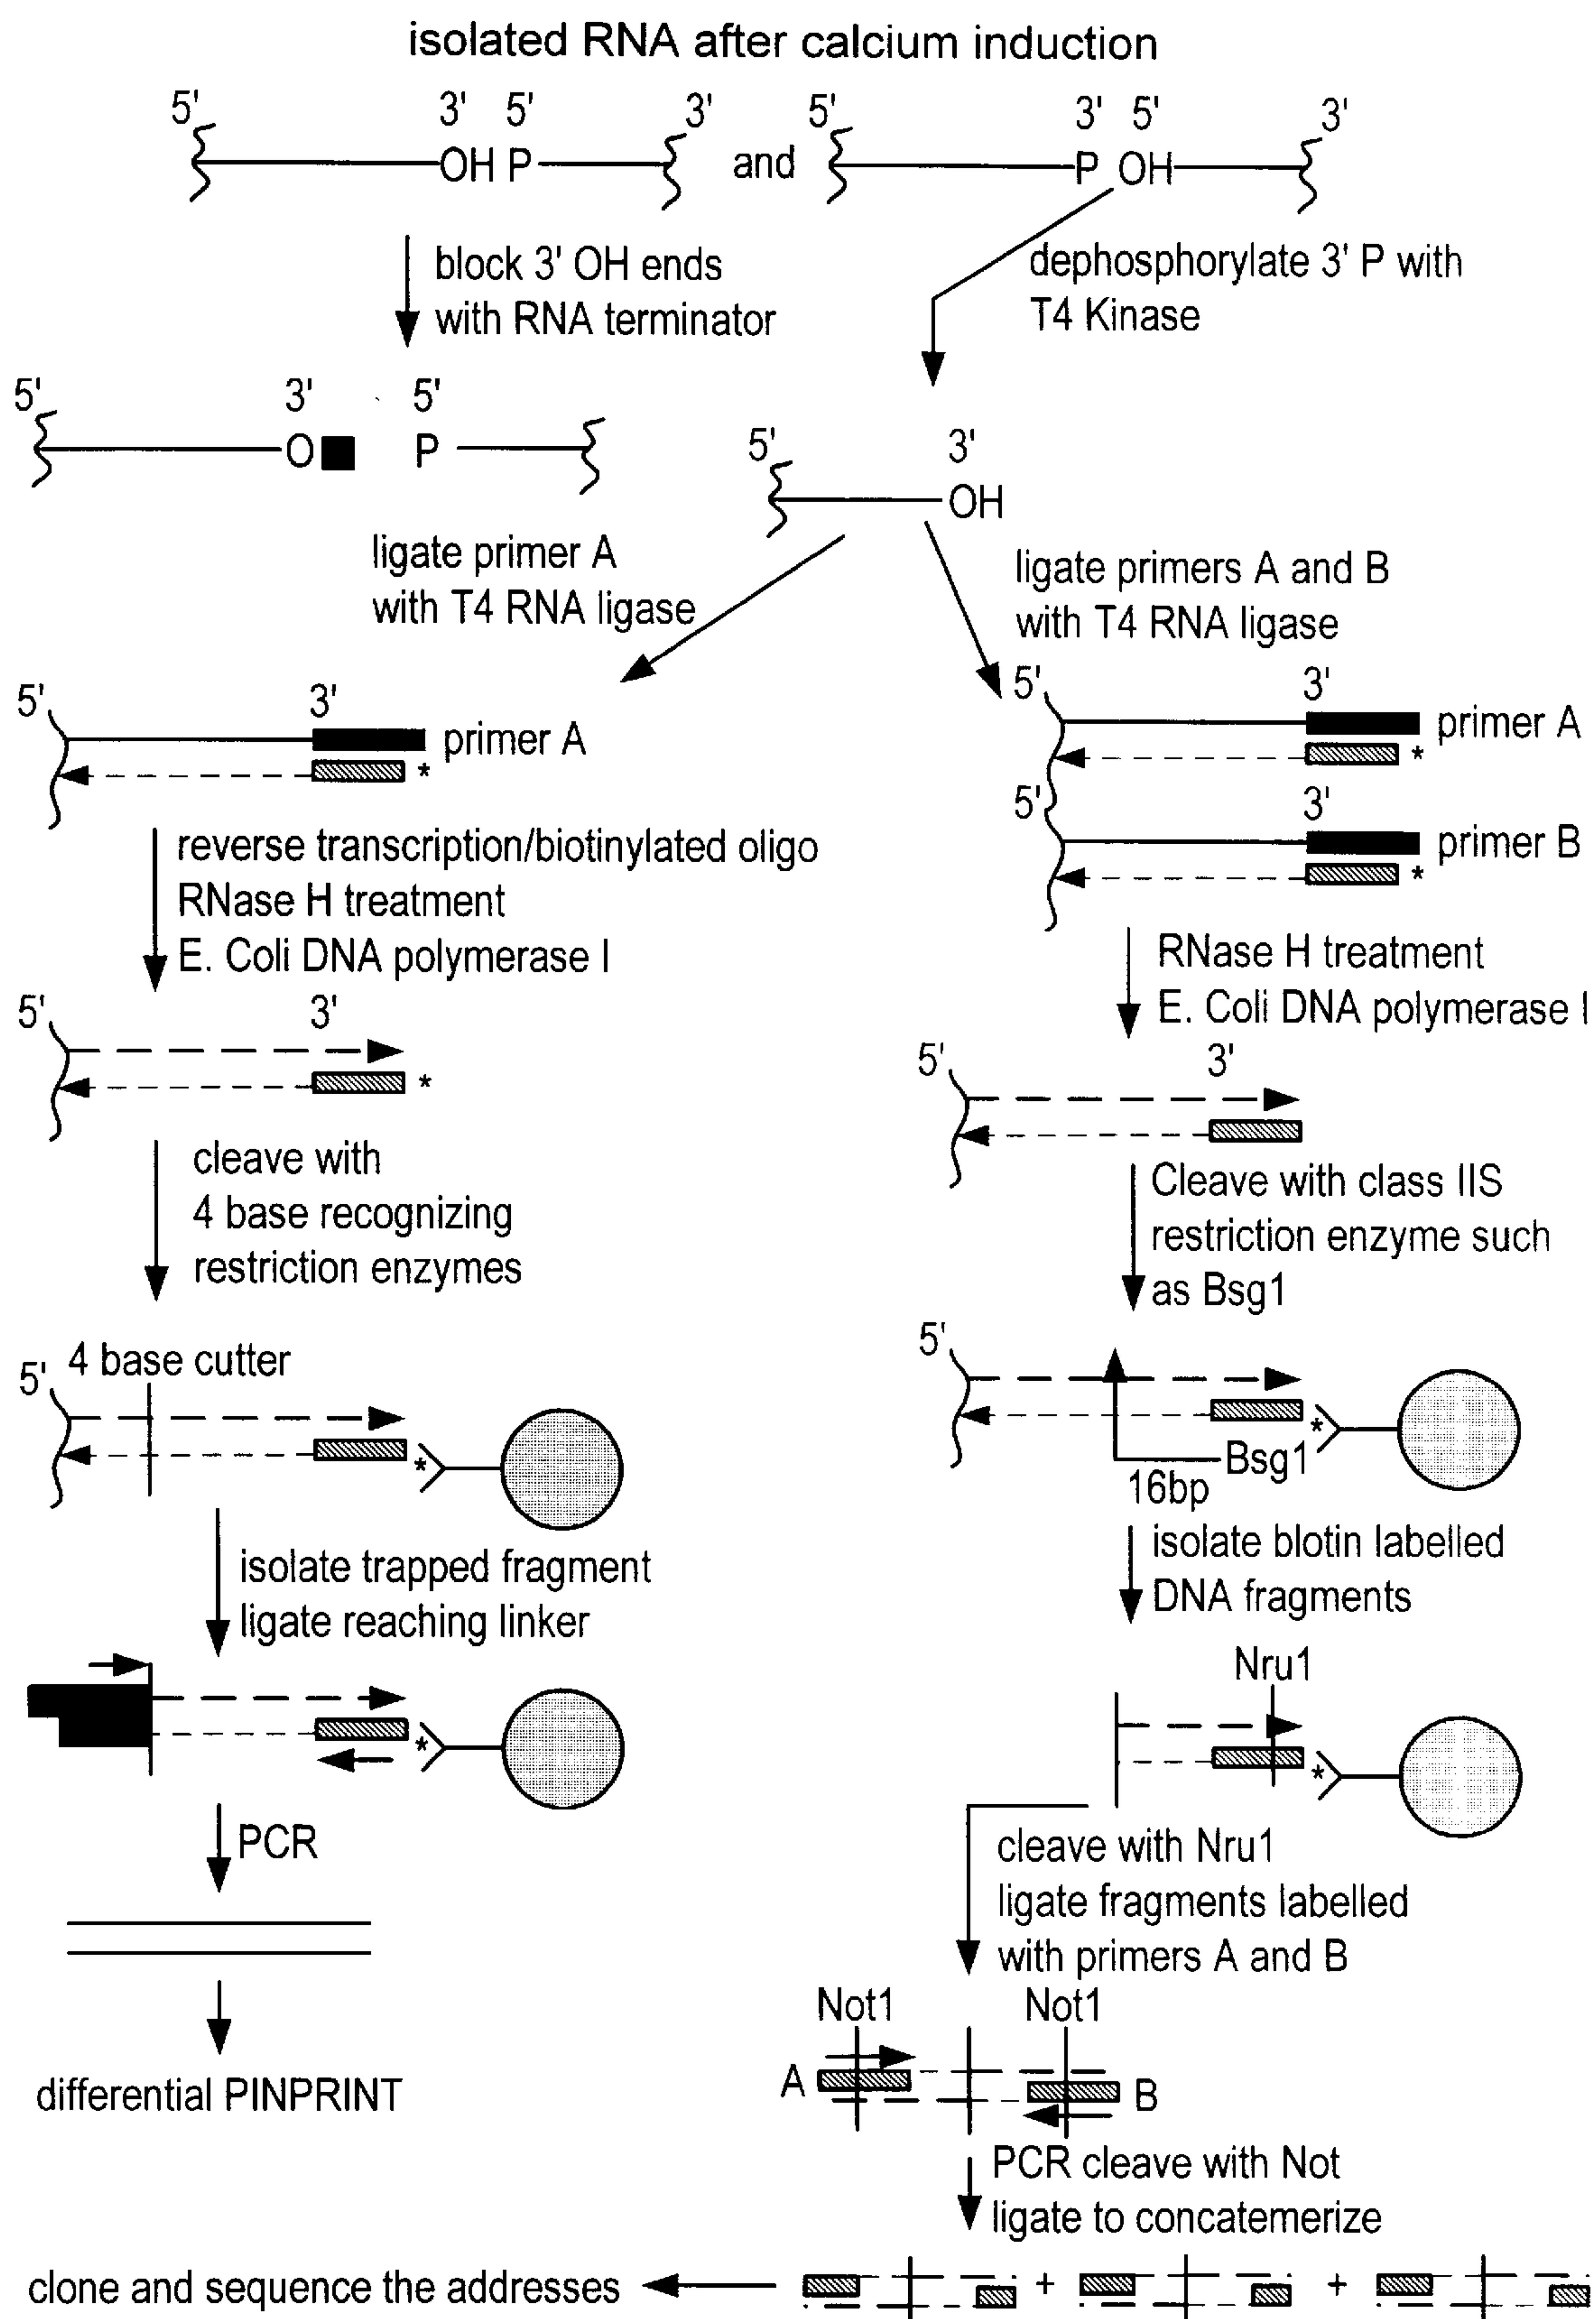 isolated RNA after calcium induction
5' 3' 5' 3' 5' 3' 5' 3'
OH P and P OH
block 3' OH ends
with RNA terminator
dephosphorylate 3' P with
T4 Kinase
5' 3' 5'
O P
5' 3'
OH
ligate primer A
with T4 RNA ligase
ligate primers A and B
with T4 RNA ligase
5' 3'
primer A
*
5' 3'
primer A
*
5' 3'
primer B
*
reverse transcription/biotinylated oligo
RNase H treatment
E. Coli DNA polymerase I
RNase H treatment
E. Coli DNA polymerase I
5' 3'
*
5' 3'
cleave with
4 base recognizing
restriction enzymes
Cleave with class IIS
restriction enzyme such
as Bsg1
5' 4 base cutter
*
5'
*
Bsg1
16bp
isolate trapped fragment
ligate reaching linker
isolate blotin labelled
DNA fragments
*
Nru1
*
PCR
cleave with Nru1
ligate fragments labelled
with primers A and B
differential PINPRINT
Not1 Not1
A B
PCR cleave with Not
ligate to concatemerize
clone and sequence the addresses + +